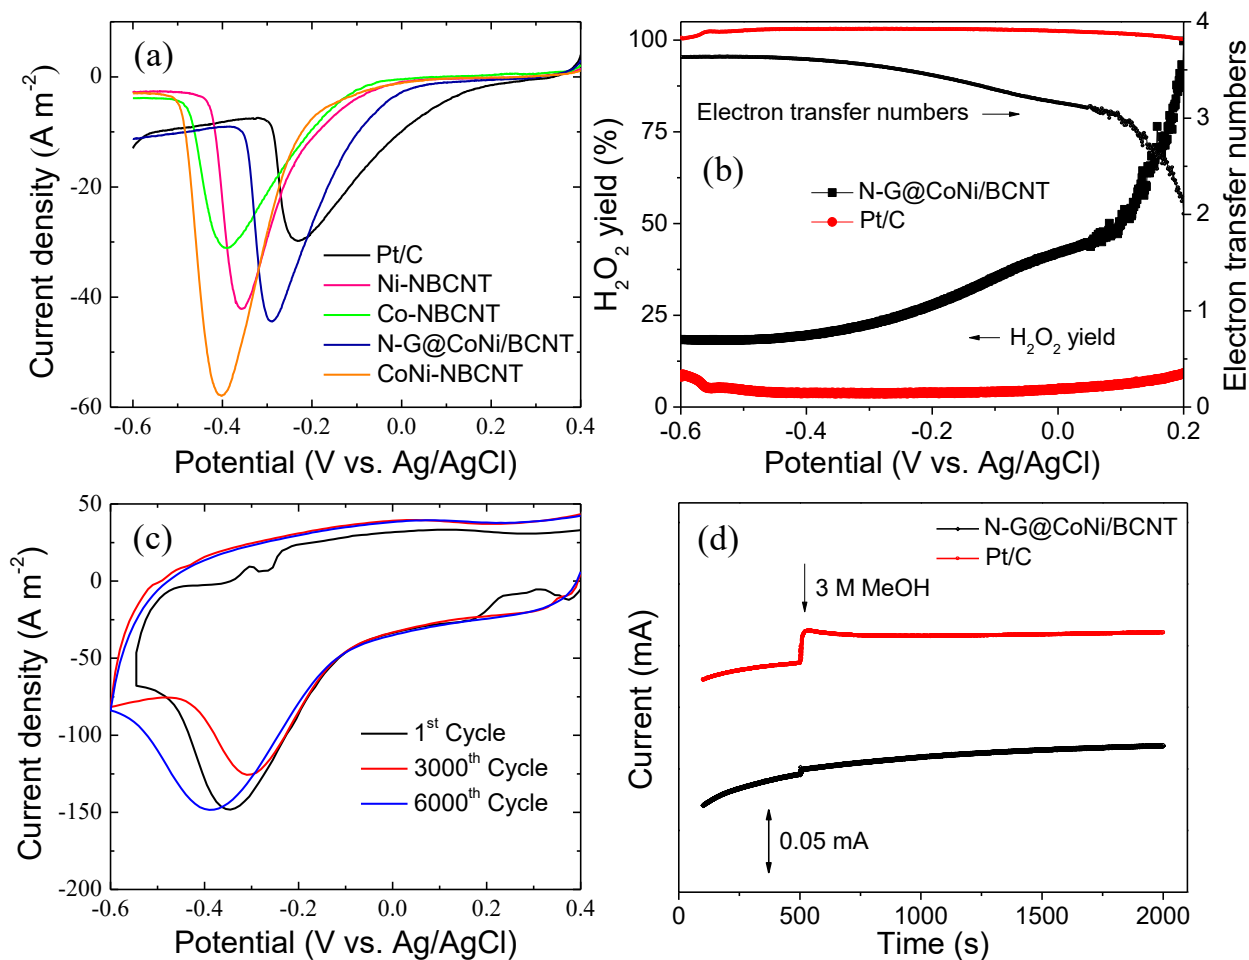 (a)
Current density (A m⁻²)
0
-20
-40
-60
Pt/C
Ni-NBCNT
Co-NBCNT
N-G@CoNi/BCNT
CoNi-NBCNT
-0.6 -0.4 -0.2 0.0 0.2 0.4
Potential (V vs. Ag/AgCl)
(b)
H₂O₂ yield (%)
100
75
50
25
0
Electron transfer numbers
N-G@CoNi/BCNT
Pt/C
H₂O₂ yield
4
3
2
1
0
Electron transfer numbers
-0.6 -0.4 -0.2 0.0 0.2
Potential (V vs. Ag/AgCl)
(c)
Current density (A m⁻²)
50
0
-50
-100
-150
-200
1ˢᵗ Cycle
3000ᵗʰ Cycle
6000ᵗʰ Cycle
-0.6 -0.4 -0.2 0.0 0.2 0.4
Potential (V vs. Ag/AgCl)
(d)
Current (mA)
N-G@CoNi/BCNT
Pt/C
3 M MeOH
0.05 mA
0 500 1000 1500 2000
Time (s)